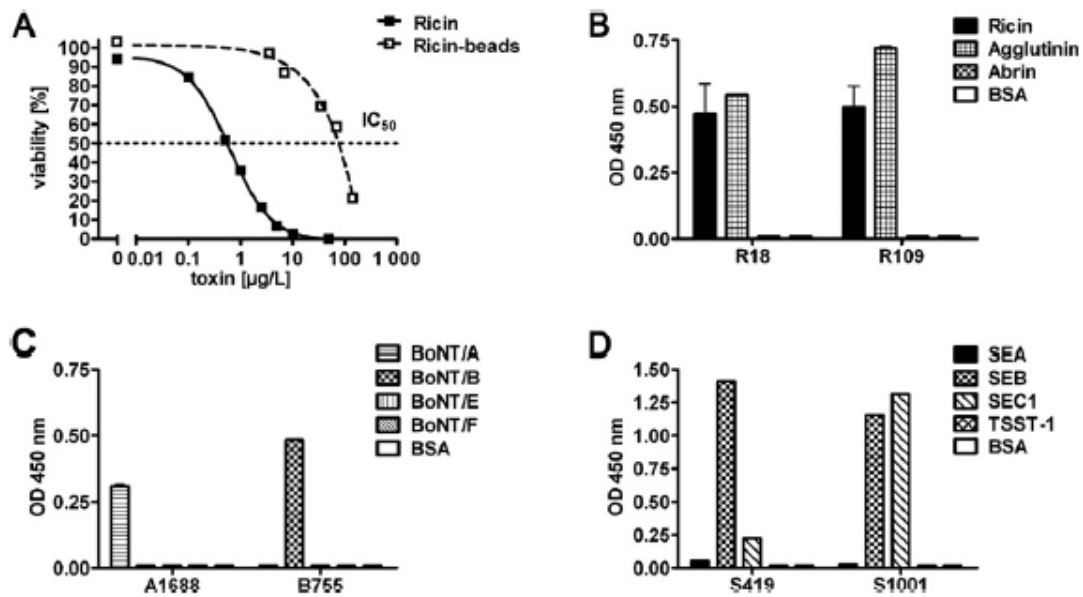 A
Ricin
Ricin-beads
viability [%]
100
90
80
70
60
50
40
30
20
10
0
IC50
0 0.01 0.1 1 10 100 1 000
toxin [µg/L]
B
Ricin
Agglutinin
Abrin
BSA
OD 450 nm
0.75
0.50
0.25
0.00
R18 R109
C
BoNT/A
BoNT/B
BoNT/E
BoNT/F
BSA
OD 450 nm
0.75
0.50
0.25
0.00
A1688 B755
D
SEA
SEB
SEC1
TSST-1
BSA
OD 450 nm
1.50
1.25
1.00
0.75
0.50
0.25
0.00
S419 S1001